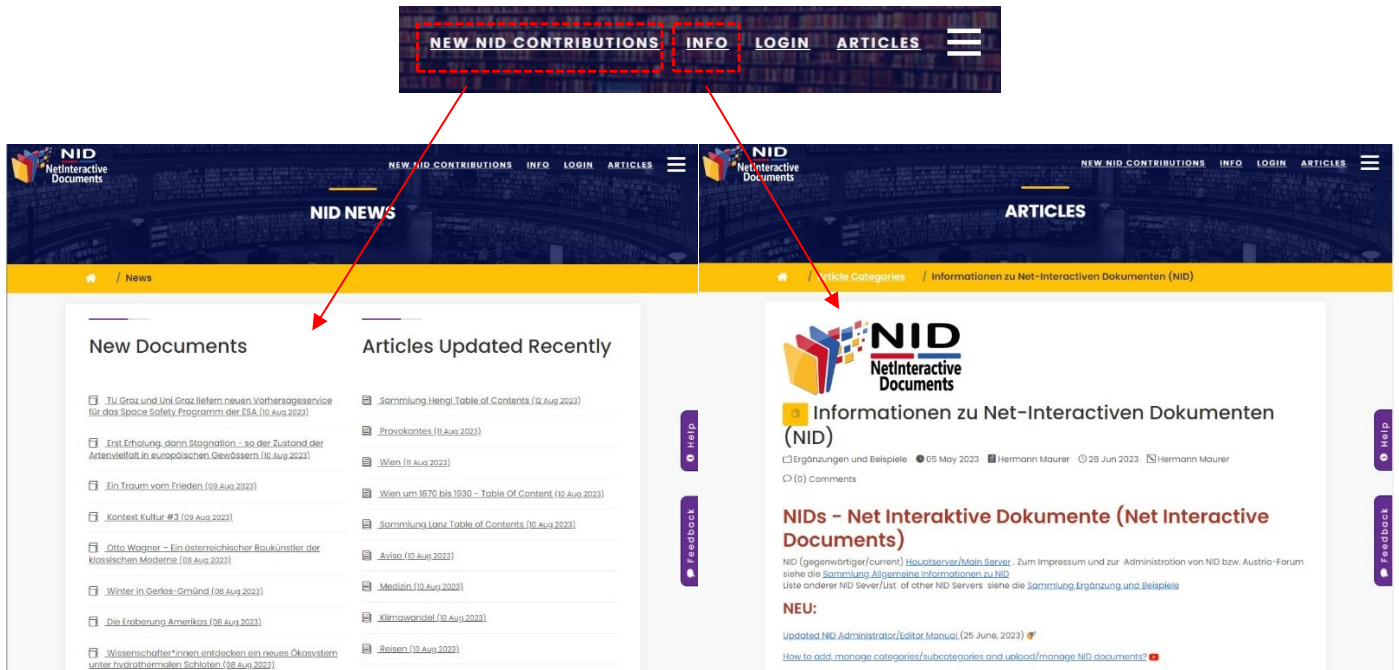 NEW NID CONTRIBUTIONS INFO LOGIN ARTICLES
NID
NetInteractive
Documents
NEW NID CONTRIBUTIONS INFO LOGIN ARTICLES
NID NEWS
/ News
New Documents
TU Graz und Uni Graz liefern neuen Vorhersageservice
für das Space Safety Programm der ESA (10 Aug 2023)
Erst Erholung, dann Stagnation - so der Zustand der
Artenvielfalt in europäischen Gewässern (10 Aug 2023)
Ein Traum vom Frieden (09 Aug 2023)
Kontext Kultur #3 (09 Aug 2023)
Otto Wagner – Ein österreichischer Baukünstler der
klassischen Moderne (08 Aug 2023)
Winter in Gerlos-Gmünd (08 Aug 2023)
Die Eroberung Amerikas (08 Aug 2023)
Wissenschafter*innen entdecken ein neues Ökosystem
unter hydrothermalen Schloten (08 Aug 2023)
Articles Updated Recently
Sammlung Hengl Table of Contents (12 Aug 2023)
Provokantes (11 Aug 2023)
Wien (11 Aug 2023)
Wien um 1870 bis 1930 - Table Of Content (10 Aug 2023)
Sammlung Lanz Table of Contents (10 Aug 2023)
Aviso (10 Aug 2023)
Medizin (10 Aug 2023)
Klimawandel (10 Aug 2023)
Reisen (10 Aug 2023)
Help
Feedback
NID
NetInteractive
Documents
NEW NID CONTRIBUTIONS INFO LOGIN ARTICLES
ARTICLES
/ Article Categories / Informationen zu Net-Interactiven Dokumenten (NID)
NID
NetInteractive
Documents
Informationen zu Net-Interactiven Dokumenten
(NID)
Ergänzungen und Beispiele 05 May 2023 Hermann Maurer 28 Jun 2023 Hermann Maurer
(0) Comments
NIDs - Net Interaktive Dokumente (Net Interactive
Documents)
NID (gegenwärtiger/current) Hauptserver/Main Server . Zum Impressum und zur Administration von NID bzw. Austria-Forum
siehe die Sammlung Allgemeine Informationen zu NID
Liste anderer NID Sever/List of other NID Servers siehe die Sammlung Ergänzung und Beispiele
NEU:
Updated NID Administrator/Editor Manual (25 June, 2023)
How to add, manage categories/subcategories and upload/manage NID documents?
Help
Feedback